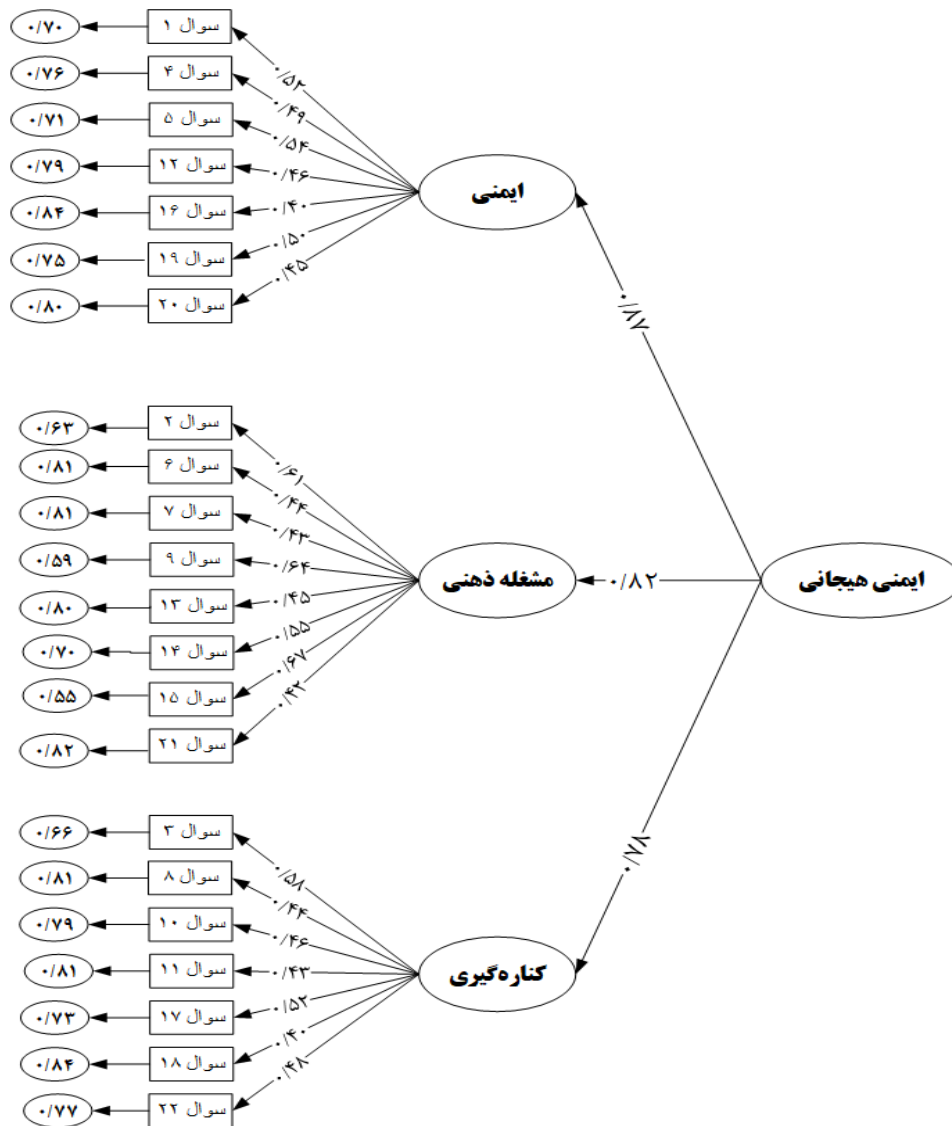 ایمنی هیجانی
۰/۸۷
۰/۸۲
۰/۷۸
ایمنی
۰/۵۲
سوال ۱
۰/۷۰
۰/۴۹
سوال ۴
۰/۷۶
۰/۵۴
سوال ۵
۰/۷۱
۰/۴۶
سوال ۱۲
۰/۷۹
۰/۴۰
سوال ۱۶
۰/۸۴
۰/۵۰
سوال ۱۹
۰/۷۵
۰/۴۵
سوال ۲۰
۰/۸۰
مشغله ذهنی
۰/۶۱
سوال ۲
۰/۶۳
۰/۴۴
سوال ۶
۰/۸۱
۰/۴۳
سوال ۷
۰/۸۱
۰/۶۴
سوال ۹
۰/۵۹
۰/۴۵
سوال ۱۳
۰/۸۰
۰/۵۵
سوال ۱۴
۰/۷۰
۰/۶۷
سوال ۱۵
۰/۵۵
۰/۴۲
سوال ۲۱
۰/۸۲
کناره‌گیری
۰/۵۸
سوال ۳
۰/۶۶
۰/۴۴
سوال ۸
۰/۸۱
۰/۴۶
سوال ۱۰
۰/۷۹
۰/۴۳
سوال ۱۱
۰/۸۱
۰/۵۲
سوال ۱۷
۰/۷۳
۰/۴۰
سوال ۱۸
۰/۸۴
۰/۴۸
سوال ۲۲
۰/۷۷